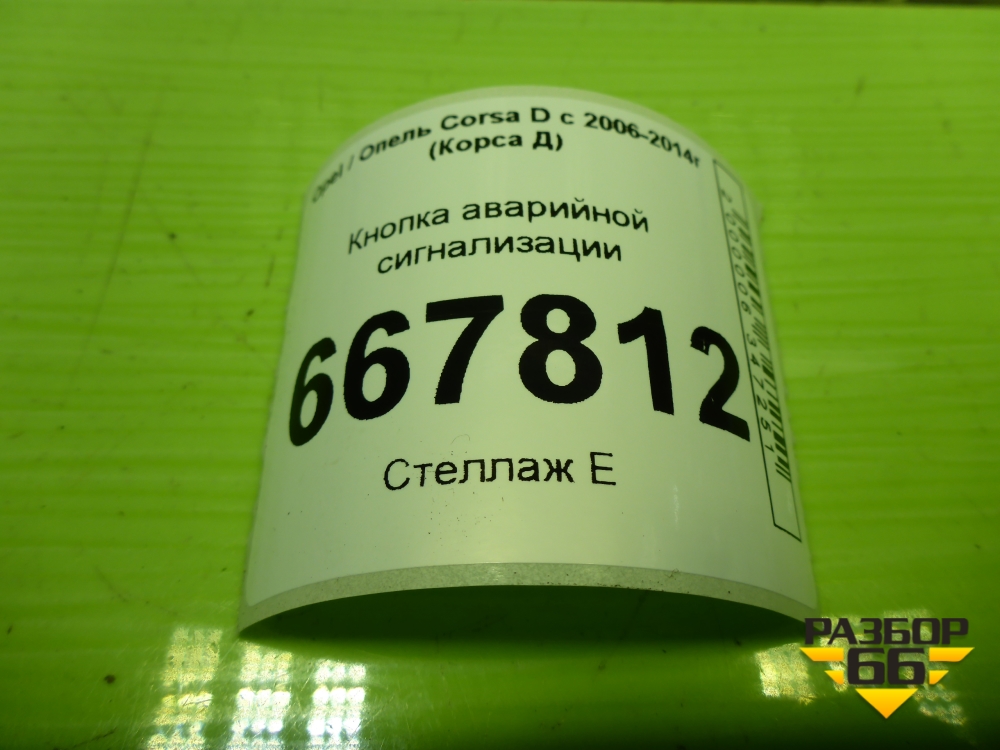 Opel / Опель Corsa D с 2006-2014г
(Корса Д)
Кнопка аварийной
сигнализации
667812
Стеллаж E
РАЗБОР
66